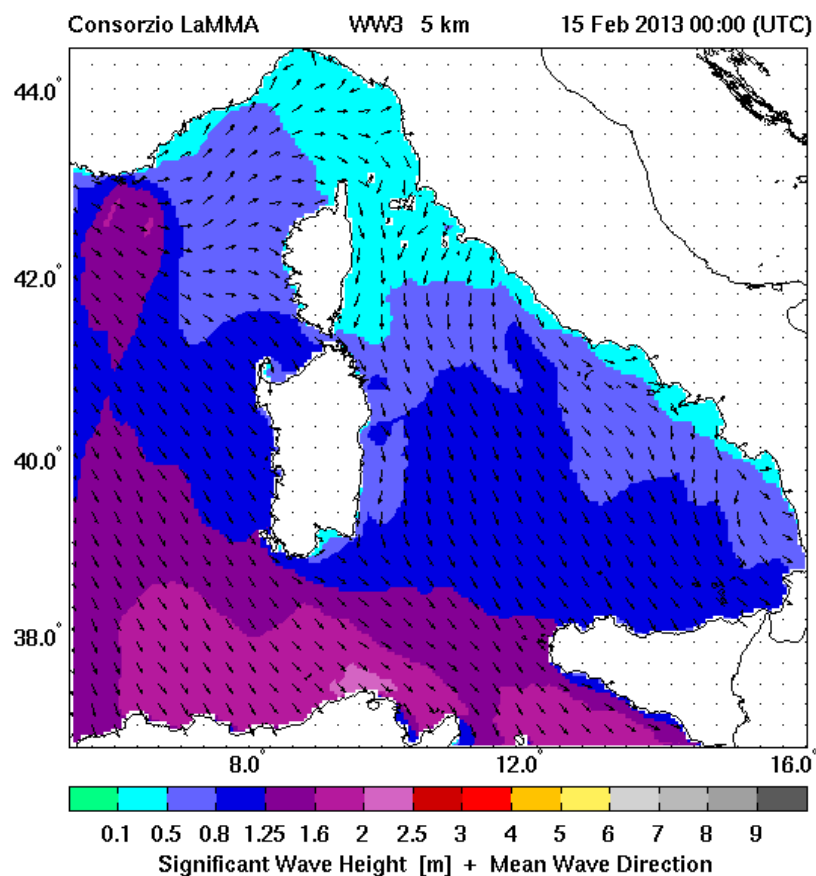 Consorzio LaMMA WW3 5 km 15 Feb 2013 00:00 (UTC)
44.0°
42.0°
40.0°
38.0°
8.0° 12.0° 16.0°
0.1 0.5 0.8 1.25 1.6 2 2.5 3 4 5 6 7 8 9
Significant Wave Height [m] + Mean Wave Direction